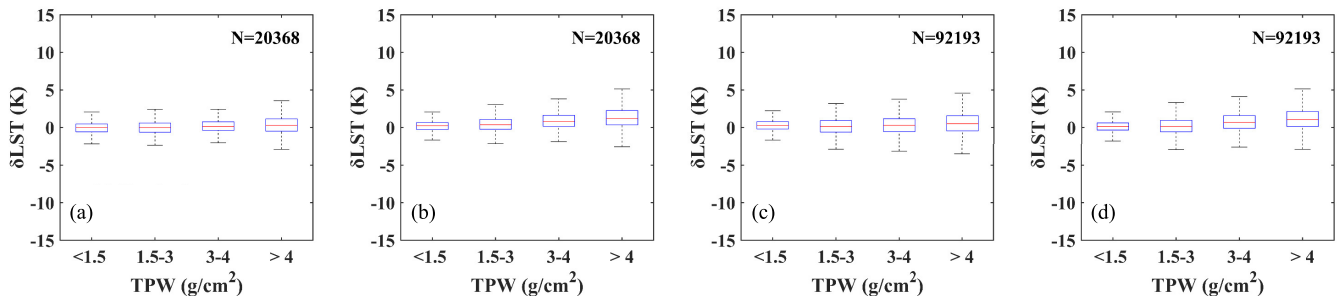 15
10
5
0
-5
-10
-15
δLST (K)
N=20368
(a)
<1.5 1.5-3 3-4 > 4
TPW (g/cm²)
15
10
5
0
-5
-10
-15
δLST (K)
N=20368
(b)
<1.5 1.5-3 3-4 > 4
TPW (g/cm²)
15
10
5
0
-5
-10
-15
δLST (K)
N=92193
(c)
<1.5 1.5-3 3-4 > 4
TPW (g/cm²)
15
10
5
0
-5
-10
-15
δLST (K)
N=92193
(d)
<1.5 1.5-3 3-4 > 4
TPW (g/cm²)